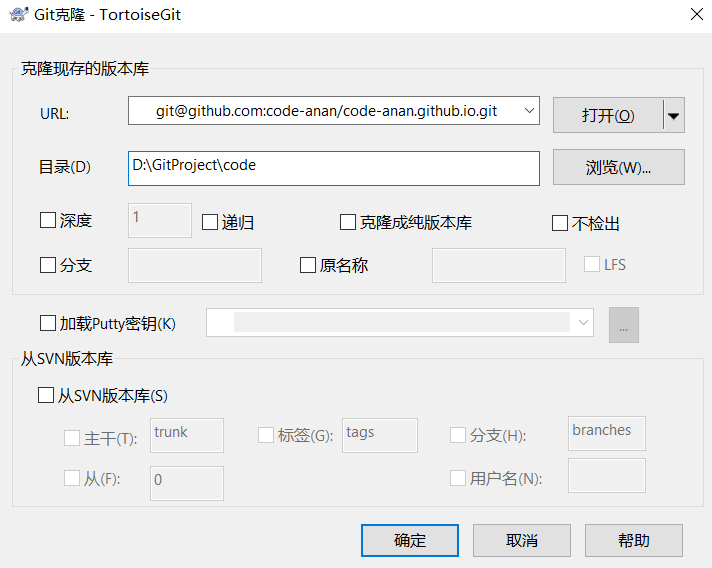 Git克隆 - TortoiseGit
克隆现存的版本库
URL: git@github.com:code-anan/code-anan.github.io.git 打开(O)
目录(D) D:\GitProject\code 浏览(W)...
深度 1 递归 克隆成纯版本库 不检出
分支 原名称 LFS
加载Putty密钥(K) ...
从SVN版本库
从SVN版本库(S)
主干(T): trunk 标签(G): tags 分支(H): branches
从(F): 0 用户名(N):
确定 取消 帮助